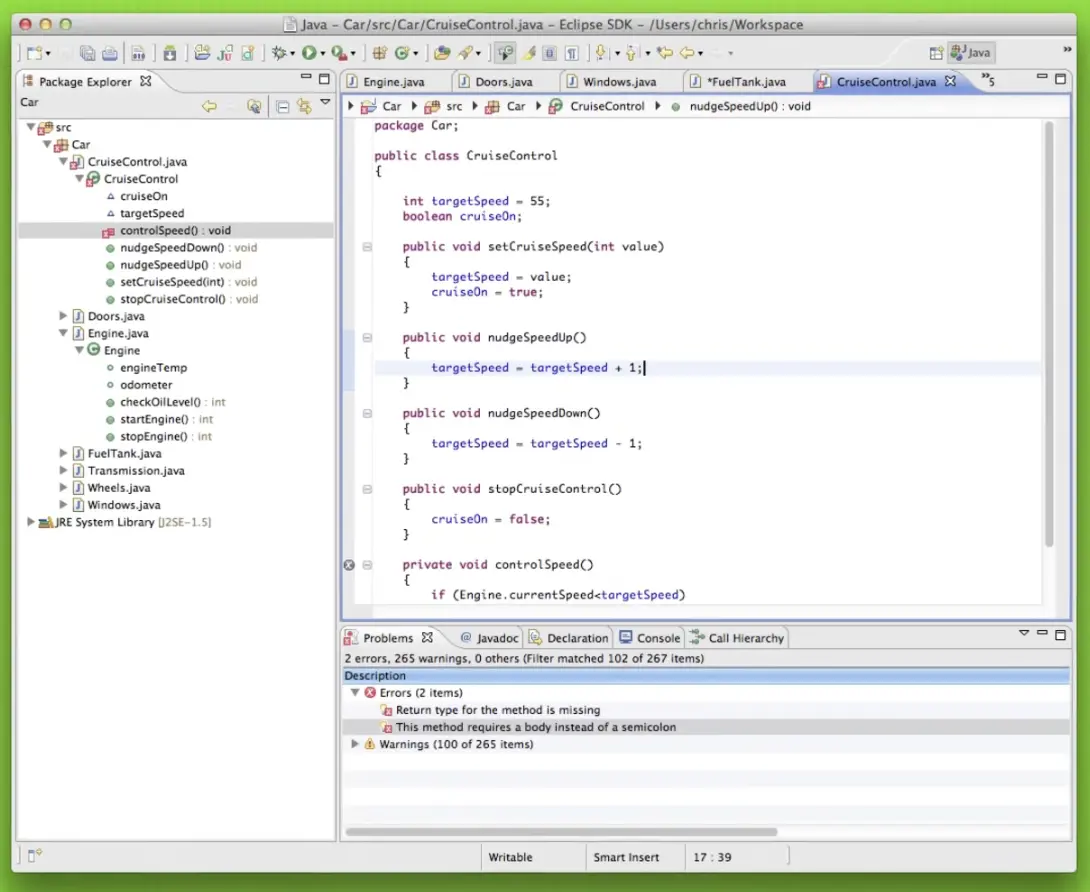 Java – Car/src/Car/CruiseControl.java – Eclipse SDK – /Users/chris/Workspace
Java
Package Explorer
Car
src
Car
CruiseControl.java
CruiseControl
cruiseOn
targetSpeed
controlSpeed() : void
nudgeSpeedDown() : void
nudgeSpeedUp() : void
setCruiseSpeed(int) : void
stopCruiseControl() : void
Doors.java
Engine.java
Engine
engineTemp
odometer
checkOilLevel() : int
startEngine() : int
stopEngine() : int
FuelTank.java
Transmission.java
Wheels.java
Windows.java
JRE System Library [J2SE-1.5]
Engine.java Doors.java Windows.java *FuelTank.java CruiseControl.java »5
Car src Car CruiseControl nudgeSpeedUp() : void
package Car;
public class CruiseControl
{
int targetSpeed = 55;
boolean cruiseOn;
public void setCruiseSpeed(int value)
{
targetSpeed = value;
cruiseOn = true;
}
public void nudgeSpeedUp()
{
targetSpeed = targetSpeed + 1;
}
public void nudgeSpeedDown()
{
targetSpeed = targetSpeed - 1;
}
public void stopCruiseControl()
{
cruiseOn = false;
}
private void controlSpeed()
{
if (Engine.currentSpeed<targetSpeed)
Problems @ Javadoc Declaration Console Call Hierarchy
2 errors, 265 warnings, 0 others (Filter matched 102 of 267 items)
Description
Errors (2 items)
Return type for the method is missing
This method requires a body instead of a semicolon
Warnings (100 of 265 items)
Writable Smart Insert 17 : 39